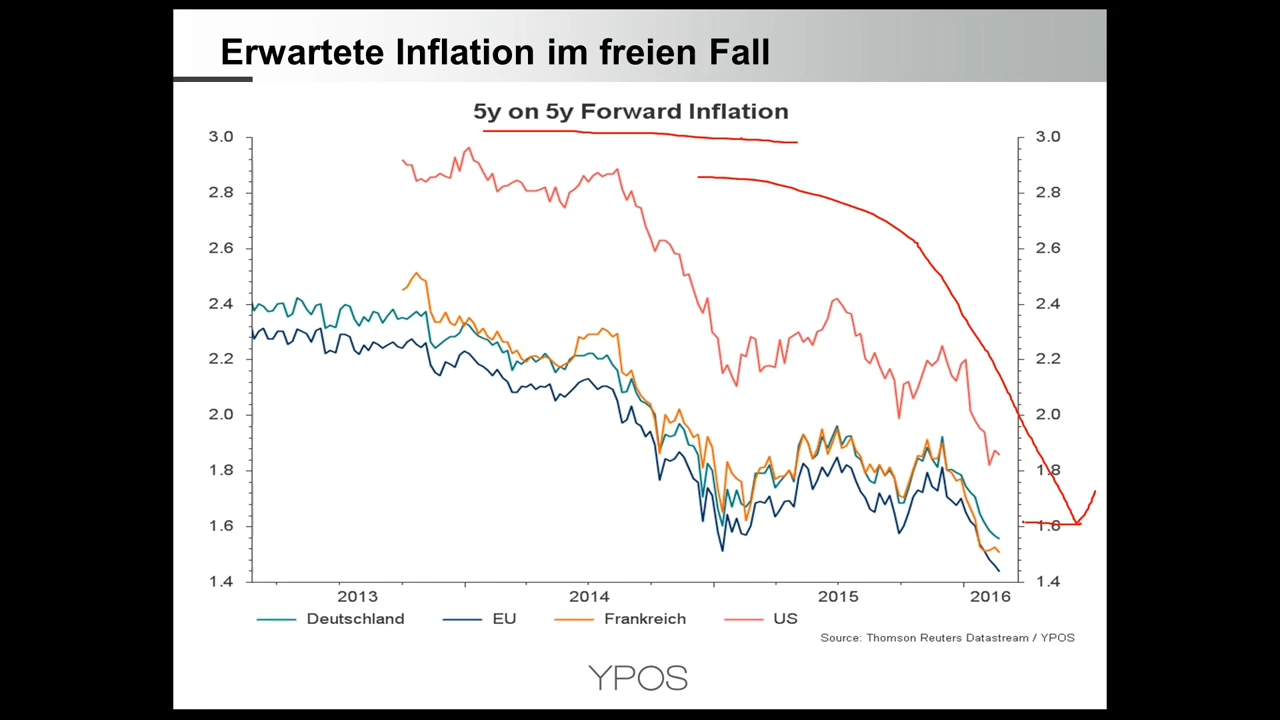 Erwartete Inflation im freien Fall
5y on 5y Forward Inflation
3.0 3.0
2.8 2.8
2.6 2.6
2.4 2.4
2.2 2.2
2.0 2.0
1.8 1.8
1.6 1.6
1.4 1.4
2013 2014 2015 2016
Deutschland EU Frankreich US
Source: Thomson Reuters Datastream / YPOS
YPOS